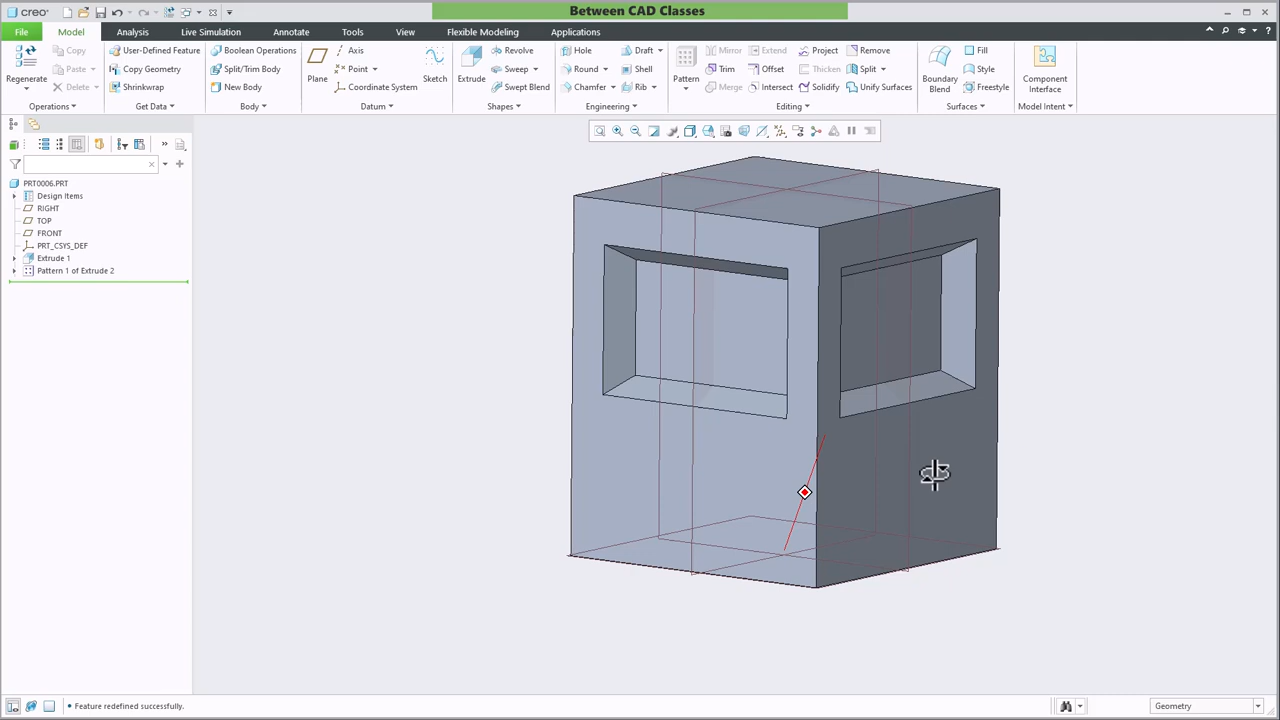 creo
Between CAD Classes
File Model Analysis Live Simulation Annotate Tools View Flexible Modeling Applications
Regenerate
Copy
Paste
Delete
Operations
User-Defined Feature
Copy Geometry
Shrinkwrap
Get Data
Boolean Operations
Split/Trim Body
New Body
Body
Plane
Axis
Point
Coordinate System
Sketch
Datum
Extrude
Revolve
Sweep
Swept Blend
Shapes
Hole
Round
Chamfer
Draft
Shell
Rib
Engineering
Pattern
Mirror
Trim
Merge
Extend
Offset
Intersect
Project
Thicken
Solidify
Remove
Split
Unify Surfaces
Editing
Boundary
Blend
Fill
Style
Freestyle
Surfaces
Component
Interface
Model Intent
PRT0006.PRT
Design Items
RIGHT
TOP
FRONT
PRT_CSYS_DEF
Extrude 1
Pattern 1 of Extrude 2
Feature redefined successfully.
Geometry